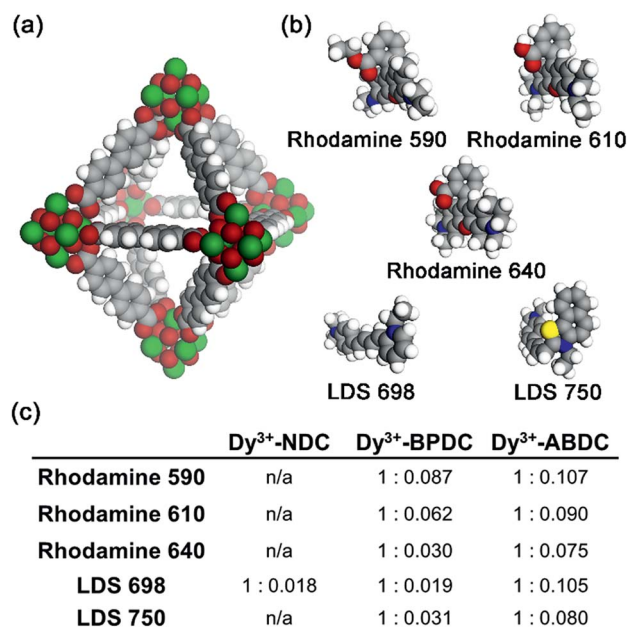 (a)
(b)
Rhodamine 590 Rhodamine 610
Rhodamine 640
LDS 698 LDS 750
(c)
Dy³⁺-NDC Dy³⁺-BPDC Dy³⁺-ABDC
Rhodamine 590 n/a 1 : 0.087 1 : 0.107
Rhodamine 610 n/a 1 : 0.062 1 : 0.090
Rhodamine 640 n/a 1 : 0.030 1 : 0.075
LDS 698 1 : 0.018 1 : 0.019 1 : 0.105
LDS 750 n/a 1 : 0.031 1 : 0.080